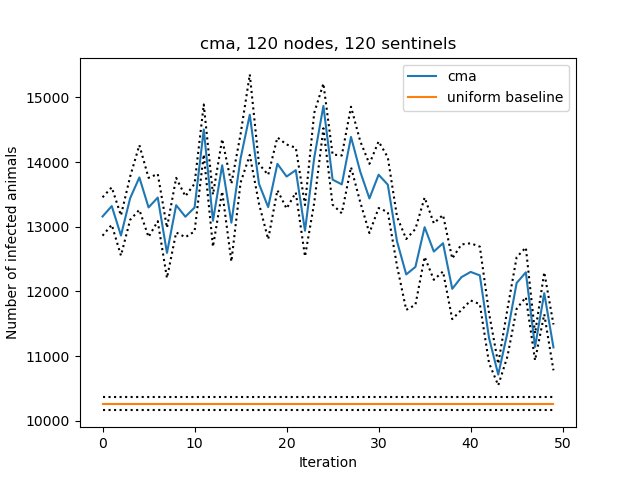 cma, 120 nodes, 120 sentinels
cma
uniform baseline
Number of infected animals
15000
14000
13000
12000
11000
10000
0 10 20 30 40 50
Iteration